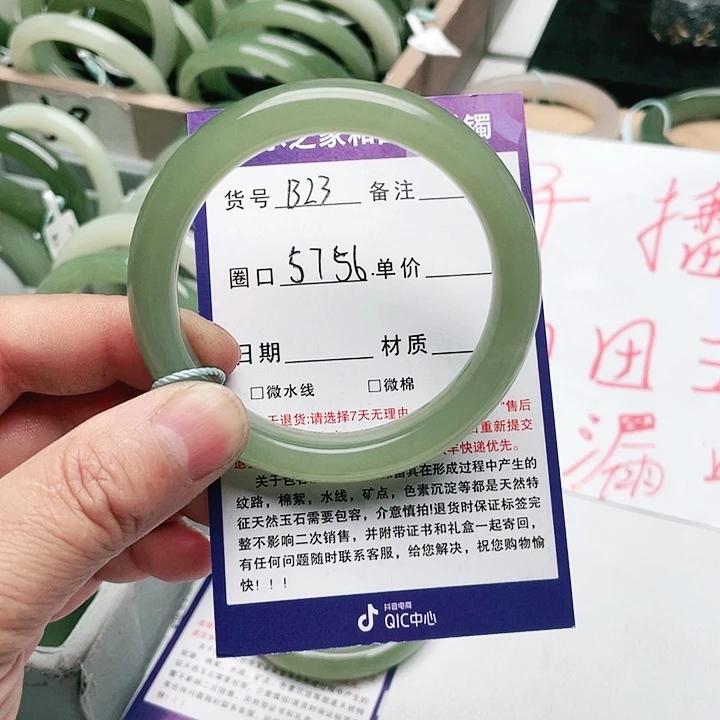 之家和 镯
货号 B23 备注
圈口 5756 单价
日期 材质
□微水线 □微棉
退货:请选择7天无理由 "售后
重新提交
快递优先。
其在形成过程中产生的
纹路，棉絮，水线，矿点，色素沉淀等都是天然特
征天然玉石需要包容，介意慎拍!退货时保证标签完
整不影响二次销售，并附带证书和礼盒一起寄回，
有任何问题随时联系客服，给您解决，祝您购物愉
快！！！
抖音电商
QIC中心
播
团
漏